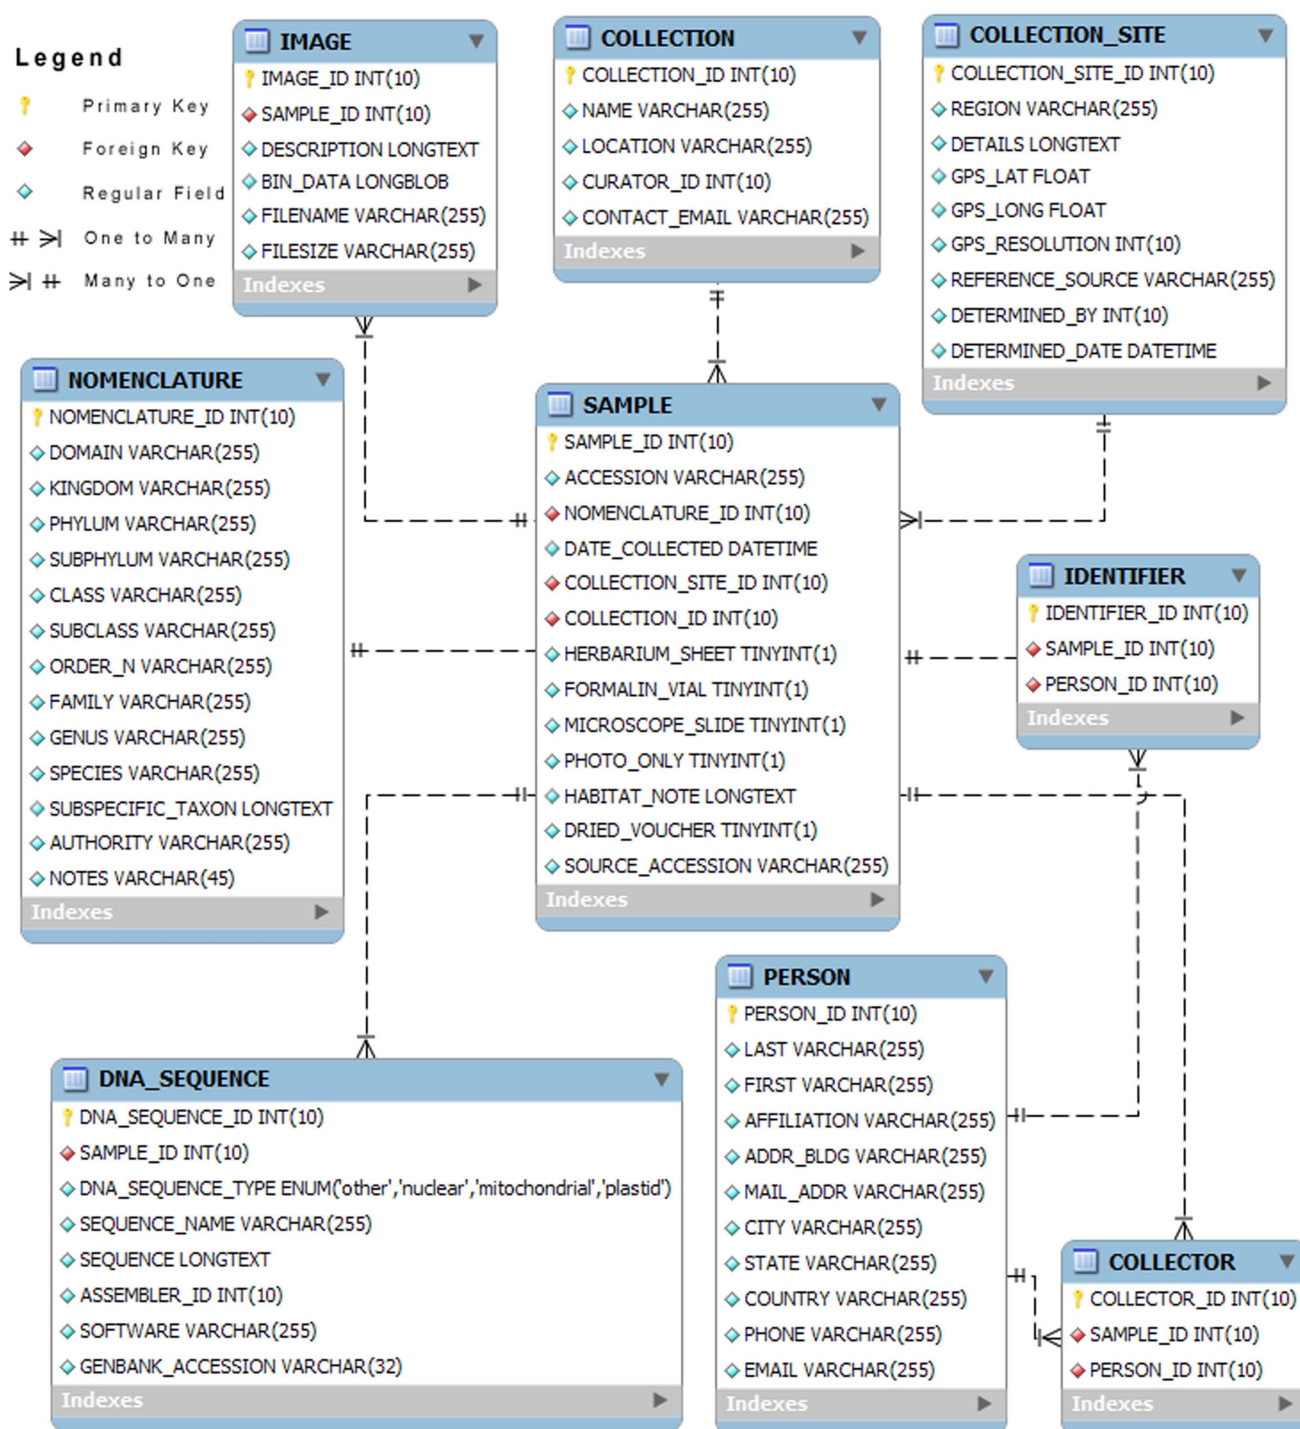 Legend
Primary Key
Foreign Key
Regular Field
One to Many
Many to One
IMAGE
IMAGE_ID INT(10)
SAMPLE_ID INT(10)
DESCRIPTION LONGTEXT
BIN_DATA LONGBLOB
FILENAME VARCHAR(255)
FILESIZE VARCHAR(255)
Indexes
COLLECTION
COLLECTION_ID INT(10)
NAME VARCHAR(255)
LOCATION VARCHAR(255)
CURATOR_ID INT(10)
CONTACT_EMAIL VARCHAR(255)
Indexes
COLLECTION_SITE
COLLECTION_SITE_ID INT(10)
REGION VARCHAR(255)
DETAILS LONGTEXT
GPS_LAT FLOAT
GPS_LONG FLOAT
GPS_RESOLUTION INT(10)
REFERENCE_SOURCE VARCHAR(255)
DETERMINED_BY INT(10)
DETERMINED_DATE DATETIME
Indexes
NOMENCLATURE
NOMENCLATURE_ID INT(10)
DOMAIN VARCHAR(255)
KINGDOM VARCHAR(255)
PHYLUM VARCHAR(255)
SUBPHYLUM VARCHAR(255)
CLASS VARCHAR(255)
SUBCLASS VARCHAR(255)
ORDER_N VARCHAR(255)
FAMILY VARCHAR(255)
GENUS VARCHAR(255)
SPECIES VARCHAR(255)
SUBSPECIFIC_TAXON LONGTEXT
AUTHORITY VARCHAR(255)
NOTES VARCHAR(45)
Indexes
SAMPLE
SAMPLE_ID INT(10)
ACCESSION VARCHAR(255)
NOMENCLATURE_ID INT(10)
DATE_COLLECTED DATETIME
COLLECTION_SITE_ID INT(10)
COLLECTION_ID INT(10)
HERBARIUM_SHEET TINYINT(1)
FORMALIN_VIAL TINYINT(1)
MICROSCOPE_SLIDE TINYINT(1)
PHOTO_ONLY TINYINT(1)
HABITAT_NOTE LONGTEXT
DRIED_VOUCHER TINYINT(1)
SOURCE_ACCESSION VARCHAR(255)
Indexes
IDENTIFIER
IDENTIFIER_ID INT(10)
SAMPLE_ID INT(10)
PERSON_ID INT(10)
Indexes
DNA_SEQUENCE
DNA_SEQUENCE_ID INT(10)
SAMPLE_ID INT(10)
DNA_SEQUENCE_TYPE ENUM('other','nuclear','mitochondrial','plastid')
SEQUENCE_NAME VARCHAR(255)
SEQUENCE LONGTEXT
ASSEMBLER_ID INT(10)
SOFTWARE VARCHAR(255)
GENBANK_ACCESSION VARCHAR(32)
Indexes
PERSON
PERSON_ID INT(10)
LAST VARCHAR(255)
FIRST VARCHAR(255)
AFFILIATION VARCHAR(255)
ADDR_BLDG VARCHAR(255)
MAIL_ADDR VARCHAR(255)
CITY VARCHAR(255)
STATE VARCHAR(255)
COUNTRY VARCHAR(255)
PHONE VARCHAR(255)
EMAIL VARCHAR(255)
Indexes
COLLECTOR
COLLECTOR_ID INT(10)
SAMPLE_ID INT(10)
PERSON_ID INT(10)
Indexes